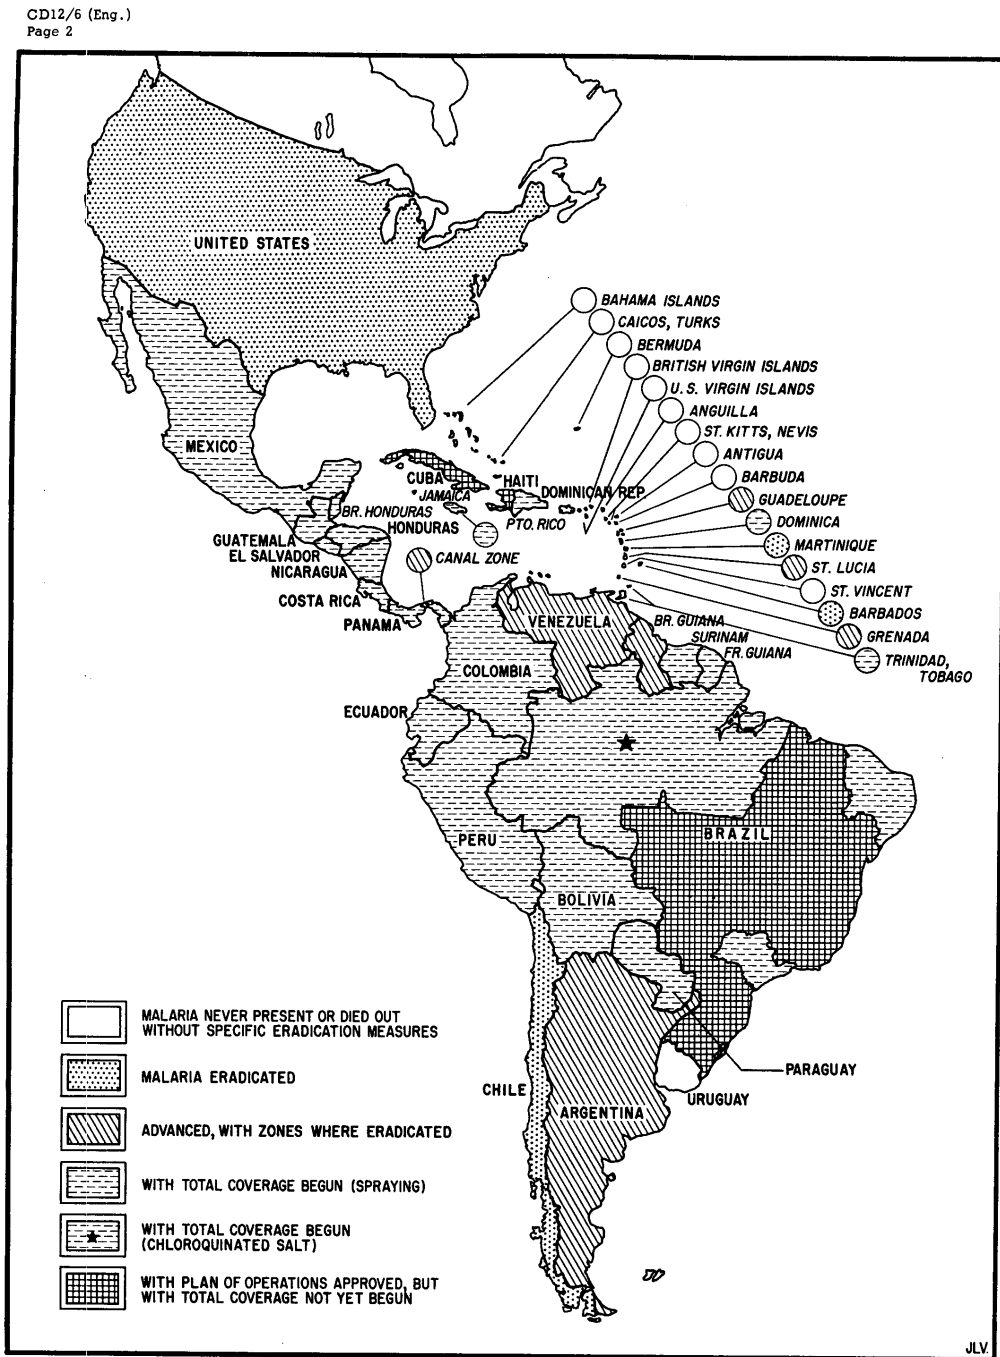 CD12/6 (Eng.)
Page 2
UNITED STATES
BAHAMA ISLANDS
CAICOS, TURKS
BERMUDA
BRITISH VIRGIN ISLANDS
U.S. VIRGIN ISLANDS
ANGUILLA
ST. KITTS, NEVIS
ANTIGUA
BARBUDA
GUADELOUPE
DOMINICA
MARTINIQUE
ST. LUCIA
ST. VINCENT
BARBADOS
GRENADA
TRINIDAD,
TOBAGO
MEXICO
CUBA
HAITI
DOMINICAN REP.
JAMAICA
PTO. RICO
BR. HONDURAS
HONDURAS
GUATEMALA
EL SALVADOR
NICARAGUA
CANAL ZONE
COSTA RICA
PANAMA
VENEZUELA
BR. GUIANA
SURINAM
FR. GUIANA
COLOMBIA
ECUADOR
PERU
BRAZIL
BOLIVIA
PARAGUAY
CHILE
ARGENTINA
URUGUAY
MALARIA NEVER PRESENT OR DIED OUT
WITHOUT SPECIFIC ERADICATION MEASURES
MALARIA ERADICATED
ADVANCED, WITH ZONES WHERE ERADICATED
WITH TOTAL COVERAGE BEGUN (SPRAYING)
WITH TOTAL COVERAGE BEGUN
(CHLOROQUINATED SALT)
WITH PLAN OF OPERATIONS APPROVED, BUT
WITH TOTAL COVERAGE NOT YET BEGUN
JLV.